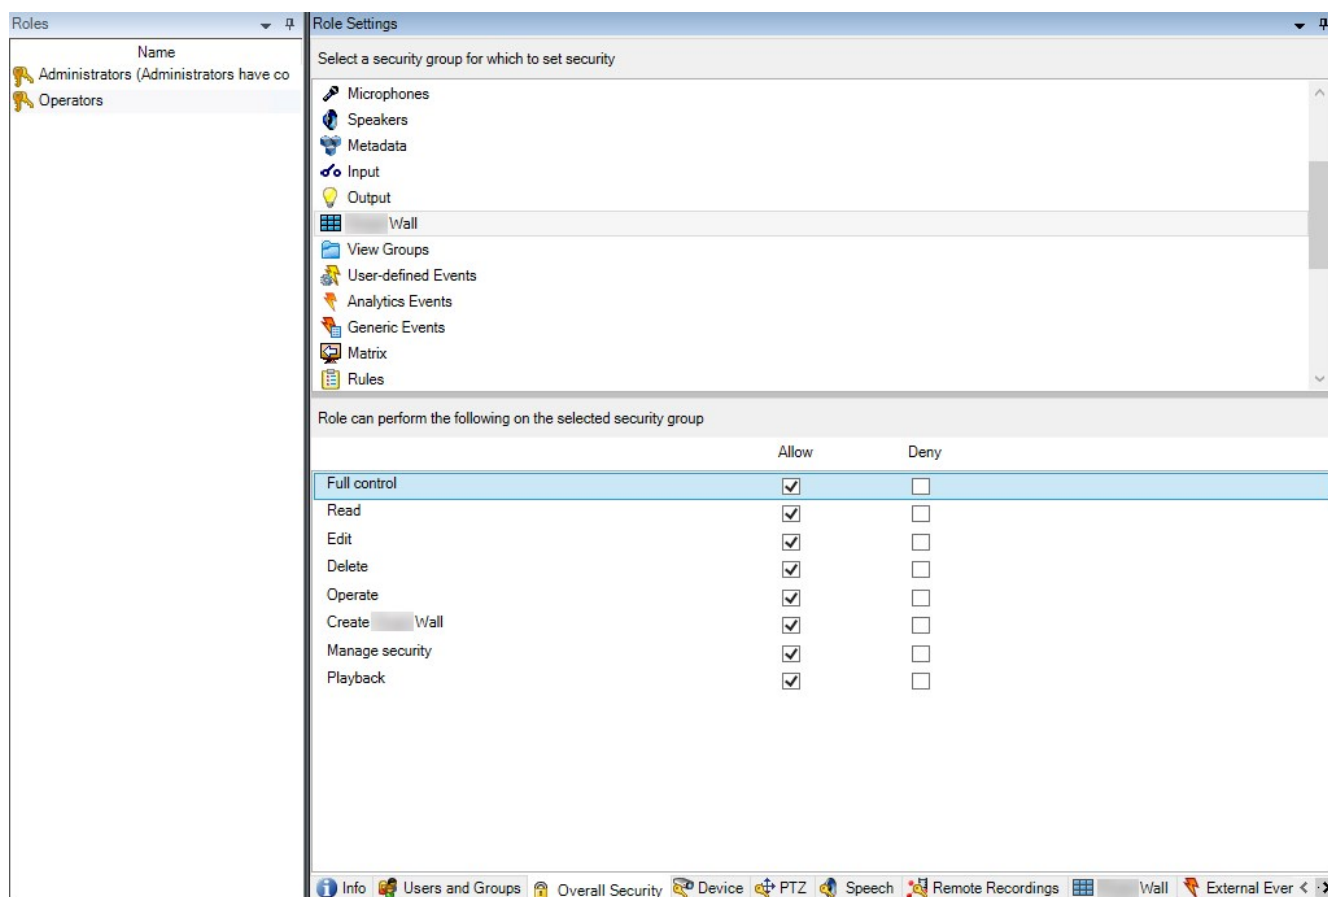 Roles
Name
Administrators (Administrators have co
Operators
Role Settings
Select a security group for which to set security
Microphones
Speakers
Metadata
Input
Output
Wall
View Groups
User-defined Events
Analytics Events
Generic Events
Matrix
Rules
Role can perform the following on the selected security group
Allow Deny
Full control
Read
Edit
Delete
Operate
Create Wall
Manage security
Playback
Info Users and Groups Overall Security Device PTZ Speech Remote Recordings Wall External Ever